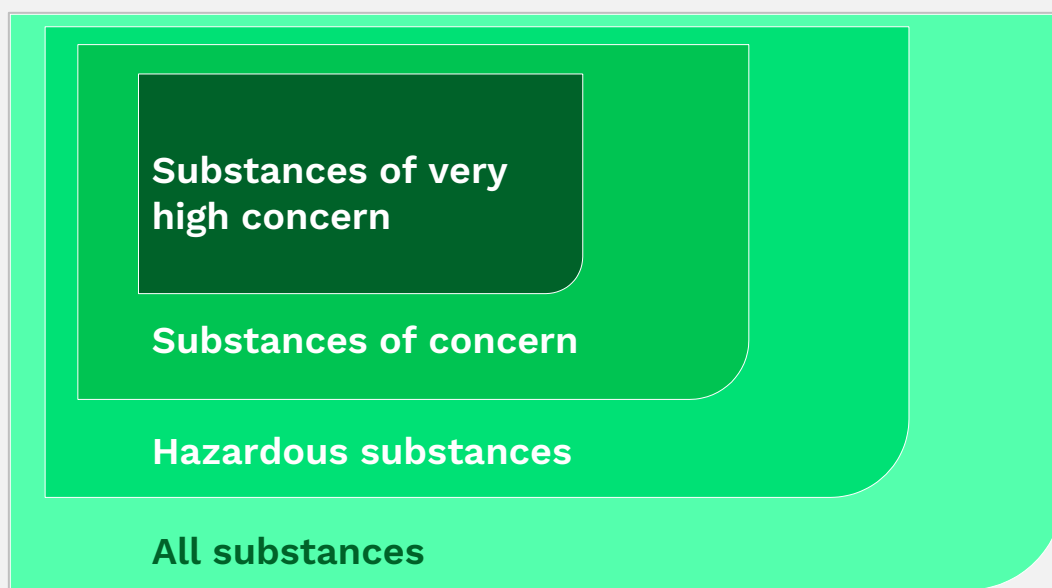 Substances of very
high concern
Substances of concern
Hazardous substances
All substances